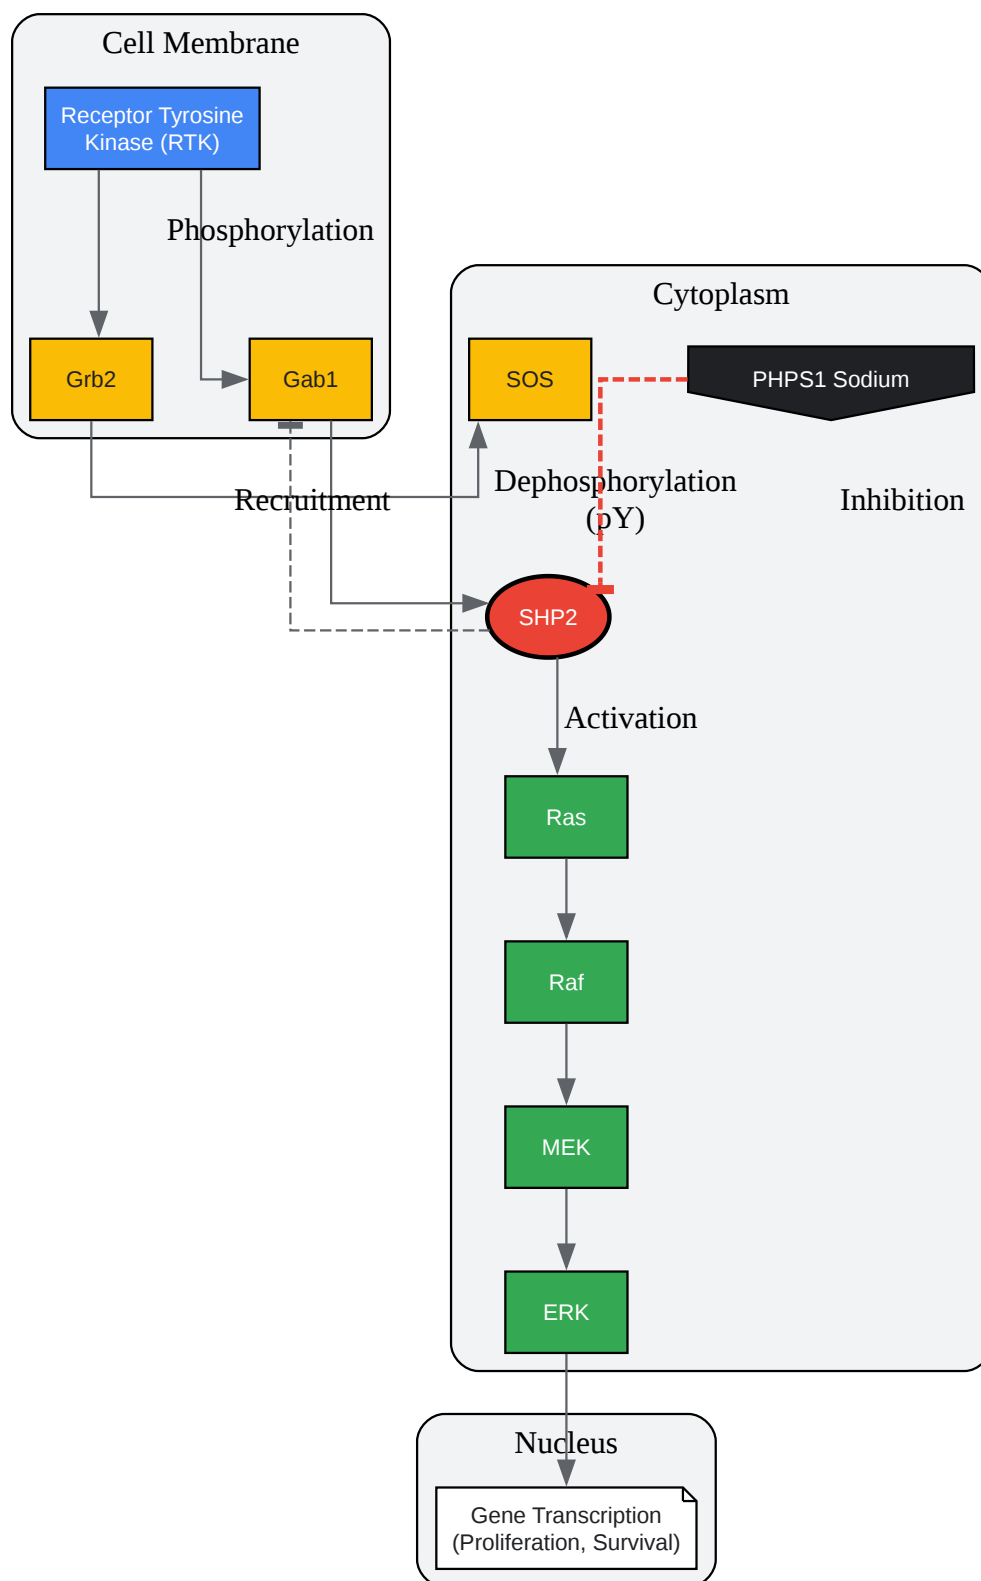 Cell Membrane
Receptor Tyrosine
Kinase (RTK)
Phosphorylation
Cytoplasm
Grb2
Gab1
SOS
PHPS1 Sodium
Recruitment
Dephosphorylation
(pY)
Inhibition
SHP2
Activation
Ras
Raf
MEK
ERK
Nucleus
Gene Transcription
(Proliferation, Survival)